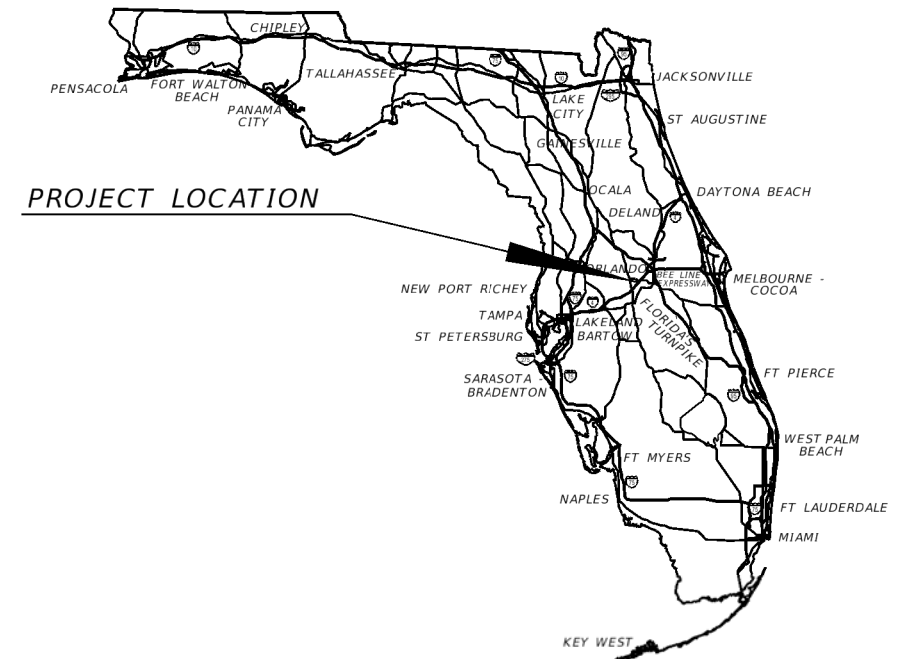 CHIPLEY
PENSACOLA
FORT WALTON
BEACH
TALLAHASSEE
PANAMA
CITY
JACKSONVILLE
LAKE
CITY
ST AUGUSTINE
GAINESVILLE
PROJECT LOCATION
OCALA
DAYTONA BEACH
DELAND
ORLANDO
BEE LINE
EXPRESSWAY
MELBOURNE -
COCOA
NEW PORT RICHEY
TAMPA
ST PETERSBURG
LAKELAND
BARTOW
FLORIDA'S
TURNPIKE
SARASOTA -
BRADENTON
FT PIERCE
WEST PALM
BEACH
FT MYERS
NAPLES
FT LAUDERDALE
MIAMI
KEY WEST